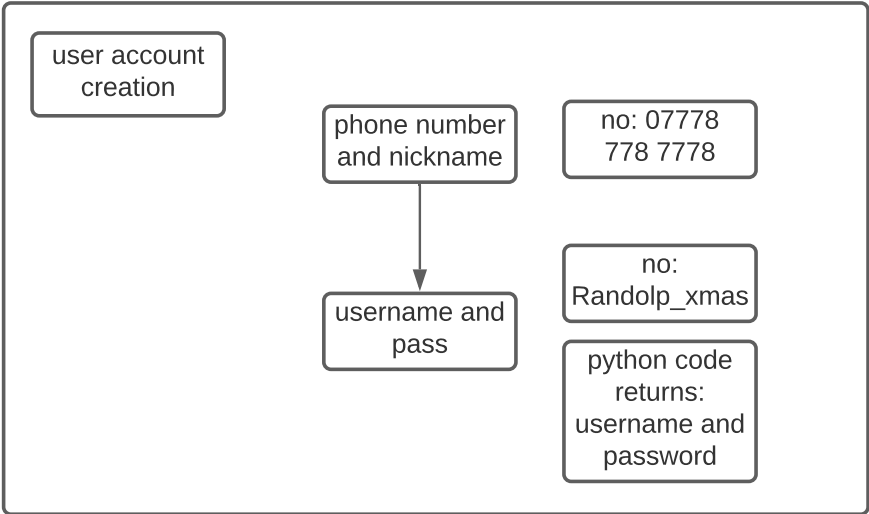 user account
creation
phone number
and nickname
no: 07778
778 7778
username and
pass
no:
Randolp_xmas
python code
returns:
username and
password